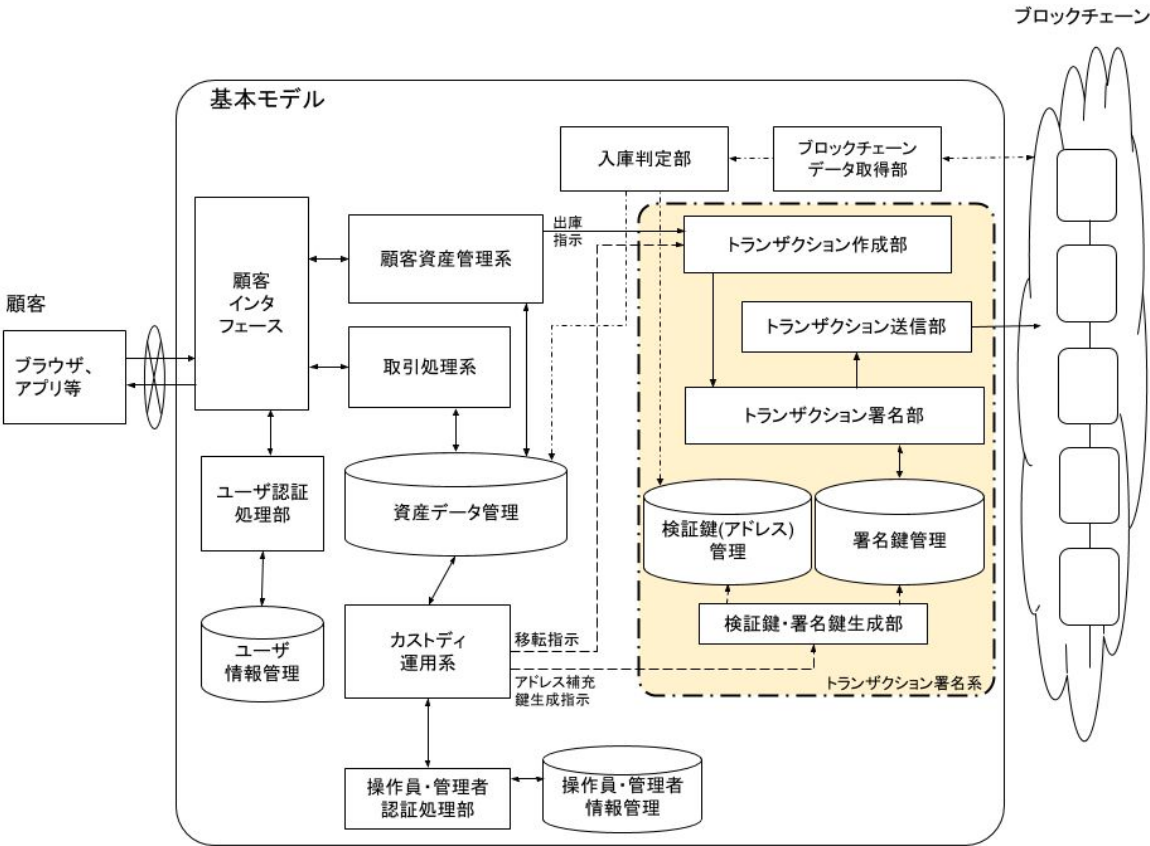 ブロックチェーン
基本モデル
入庫判定部
ブロックチェーン
データ取得部
出庫
指示
トランザクション作成部
顧客資産管理系
顧客
インタ
フェース
顧客
ブラウザ、
アプリ等
取引処理系
トランザクション送信部
トランザクション署名部
ユーザ認証
処理部
資産データ管理
検証鍵(アドレス)
管理
署名鍵管理
検証鍵・署名鍵生成部
ユーザ
情報管理
カストディ
運用系
移転指示
アドレス補充
鍵生成指示
トランザクション署名系
操作員・管理者
認証処理部
操作員・管理者
情報管理